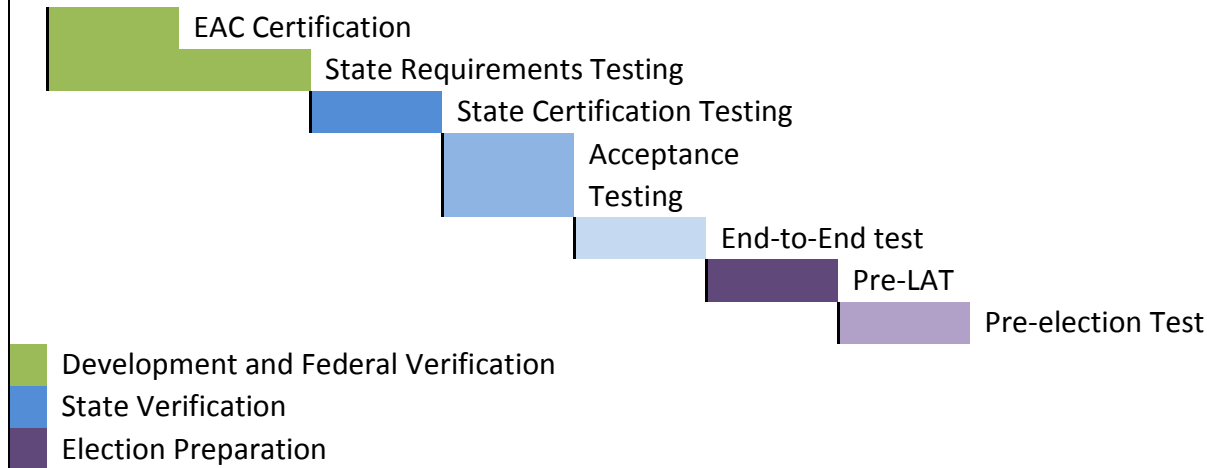 EAC Certification
State Requirements Testing
State Certification Testing
Acceptance
Testing
End-to-End test
Pre-LAT
Pre-election Test
Development and Federal Verification
State Verification
Election Preparation